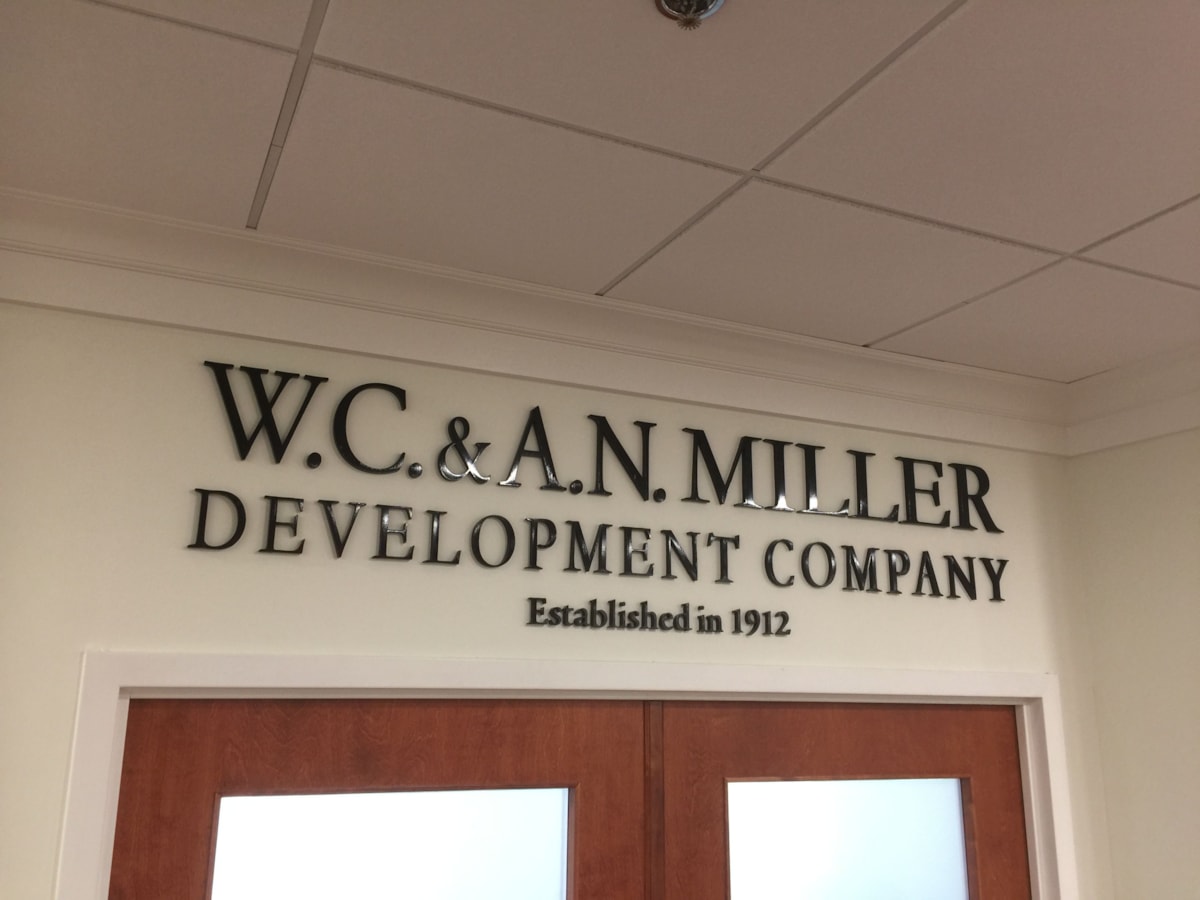 W.C. & A.N. MILLER
DEVELOPMENT COMPANY
Established in 1912